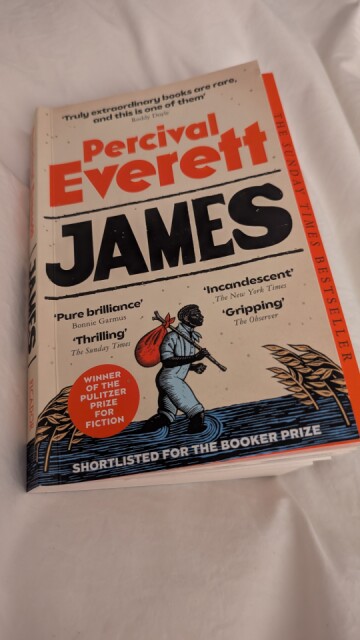 'Truly extraordinary books are rare,
and this is one of them'
Roddy Doyle
Percival
Everett
JAMES
'Pure brilliance'
Bonnie Garmus
'Thrilling'
The Sunday Times
'Incandescent'
The New York Times
'Gripping'
The Observer
WINNER
OF THE
PULITZER
PRIZE
FOR
FICTION
SHORTLISTED FOR THE BOOKER PRIZE
THE SUNDAY TIMES BESTSELLER